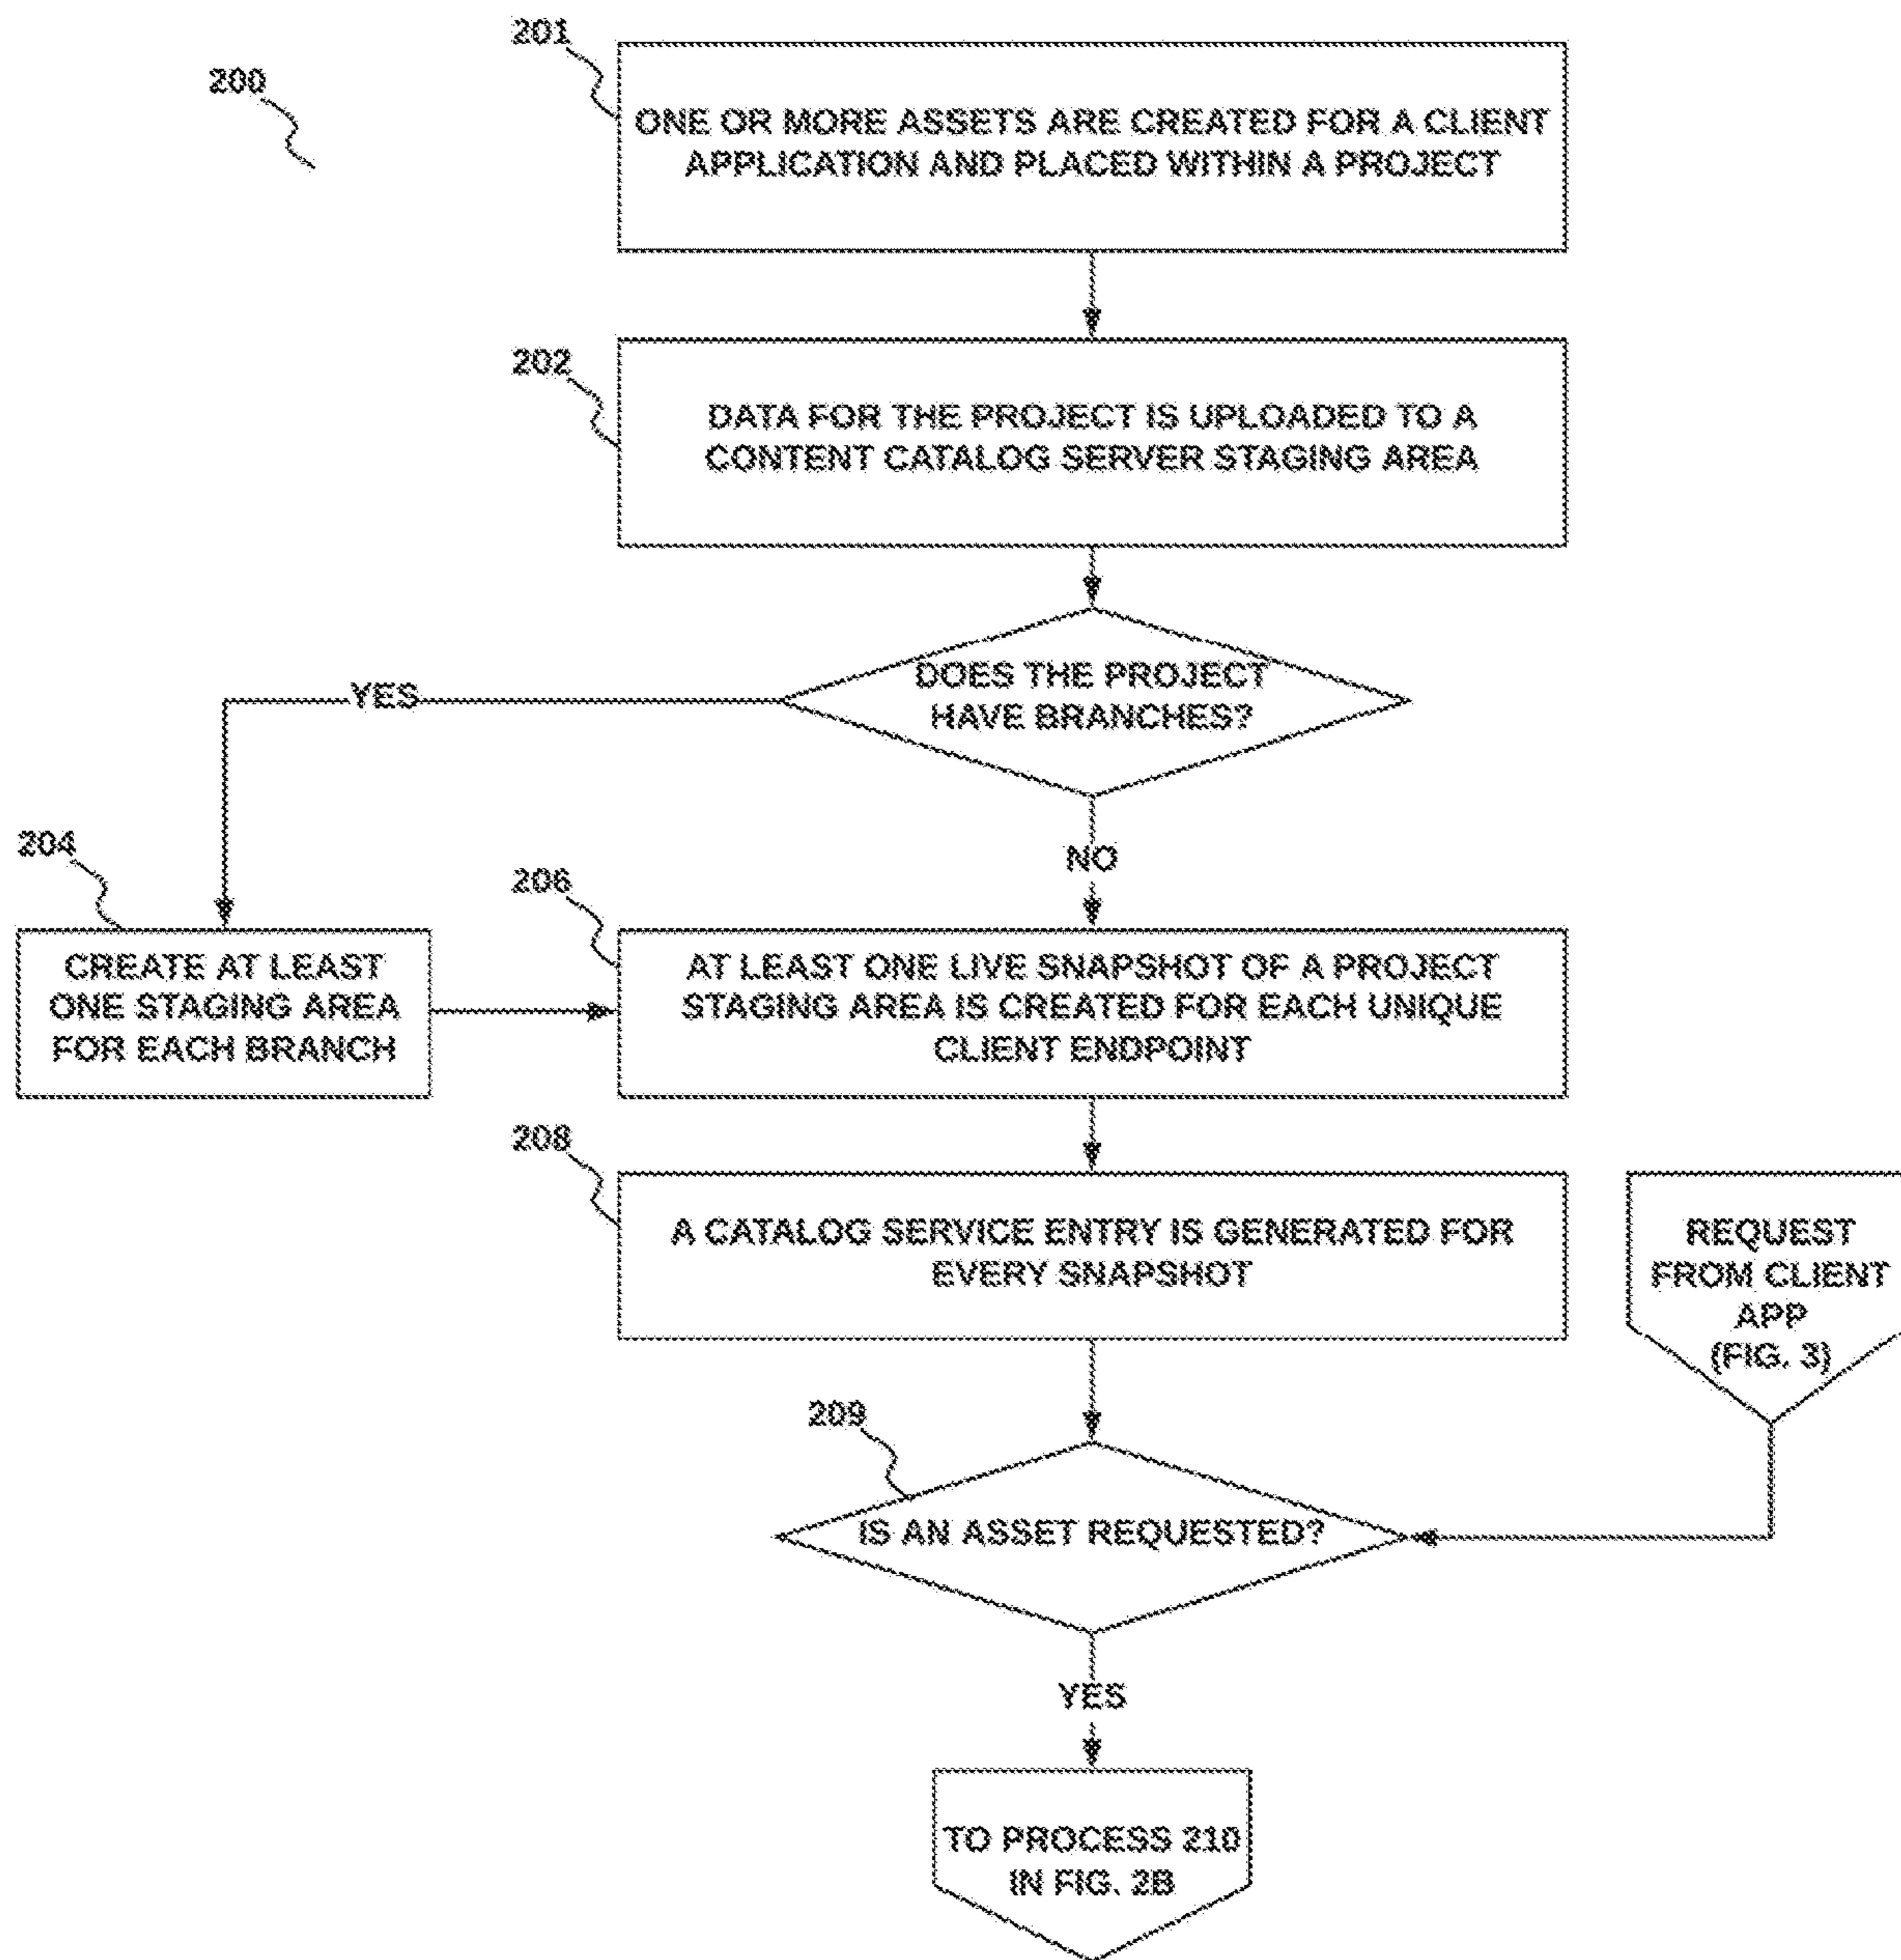 201
200
ONE OR MORE ASSETS ARE CREATED FOR A CLIENT
APPLICATION AND PLACED WITHIN A PROJECT
202
DATA FOR THE PROJECT IS UPLOADED TO A
CONTENT CATALOG SERVER STAGING AREA
DOES THE PROJECT
HAVE BRANCHES?
YES
NO
204
CREATE AT LEAST
ONE STAGING AREA
FOR EACH BRANCH
206
AT LEAST ONE LIVE SNAPSHOT OF A PROJECT
STAGING AREA IS CREATED FOR EACH UNIQUE
CLIENT ENDPOINT
208
A CATALOG SERVICE ENTRY IS GENERATED FOR
EVERY SNAPSHOT
REQUEST
FROM CLIENT
APP
(FIG. 3)
209
IS AN ASSET REQUESTED?
YES
TO PROCESS 210
IN FIG. 2B